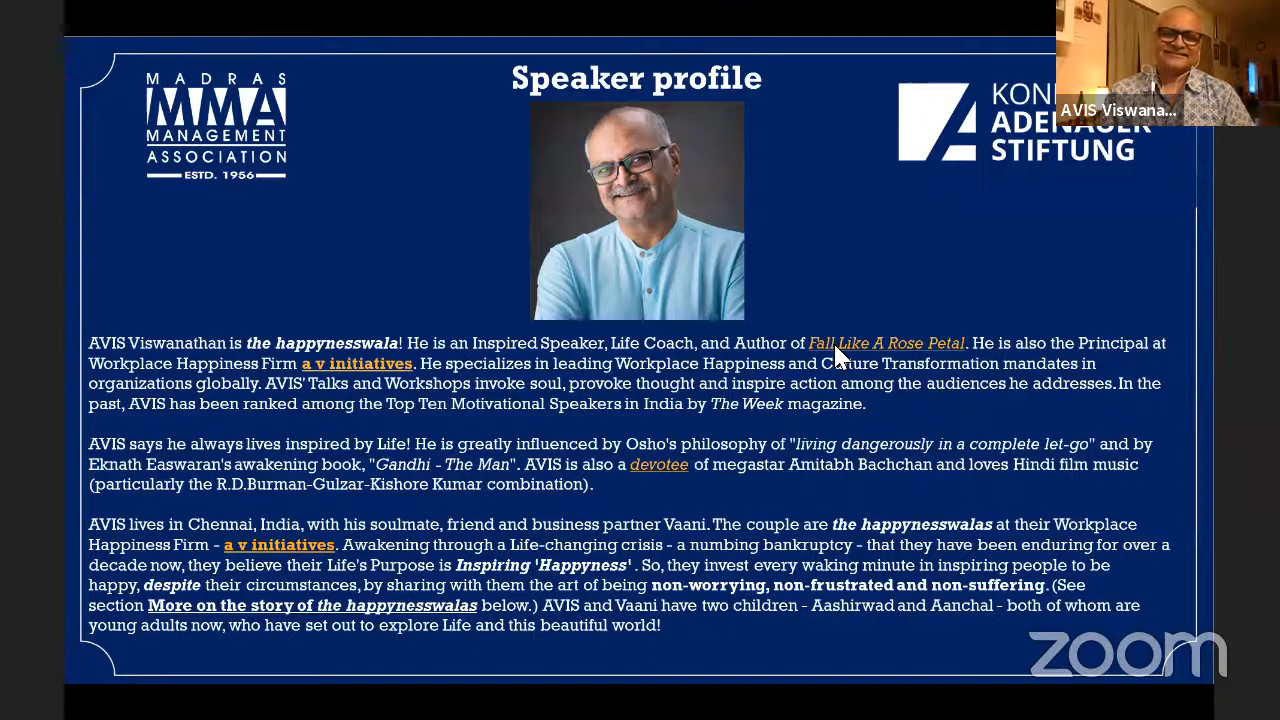 MADRAS
MMA
MANAGEMENT
ASSOCIATION
ESTD. 1956
Speaker profile
STIFTUNG
AVIS Viswana...
AVIS Viswanathan is the happynesswala! He is an Inspired Speaker, Life Coach, and Author of Fall Like A Rose Petal. He is also the Principal at
Workplace Happiness Firm a v initiatives. He specializes in leading Workplace Happiness and Transformation mandates in
organizations globally. AVIS' Talks and Workshops invoke soul, provoke thought and inspire action among the audiences he addresses. In the
past, AVIS has been ranked among the Top Ten Motivational Speakers in India by The Week magazine.
AVIS says he always lives inspired by Life! He is greatly influenced by Osho's philosophy of "living dangerously in a complete let-go" and by
Eknath Easwaran's awakening book, "Gandhi - The Man". AVIS is also a devotee of megastar Amitabh Bachchan and loves Hindi film music
(particularly the R.D.Burman-Gulzar-Kishore Kumar combination).
AVIS lives in Chennai, India, with his soulmate, friend and business partner Vaani. The couple are the happynesswalas at their Workplace
Happiness Firm - a v initiatives. Awakening through a Life-changing crisis - a numbing bankruptcy - that they have been enduring for over a
decade now, they believe their Life's Purpose is Inspiring 'Happyness' . So, they invest every waking minute in inspiring people to be
happy, despite their circumstances, by sharing with them the art of being non-worrying, non-frustrated and non-suffering. (See
section More on the story of the happynesswalas below.) AVIS and Vaani have two children - Aashirwad and Aanchal - both of whom are
young adults now, who have set out to explore Life and this beautiful world!
zoom